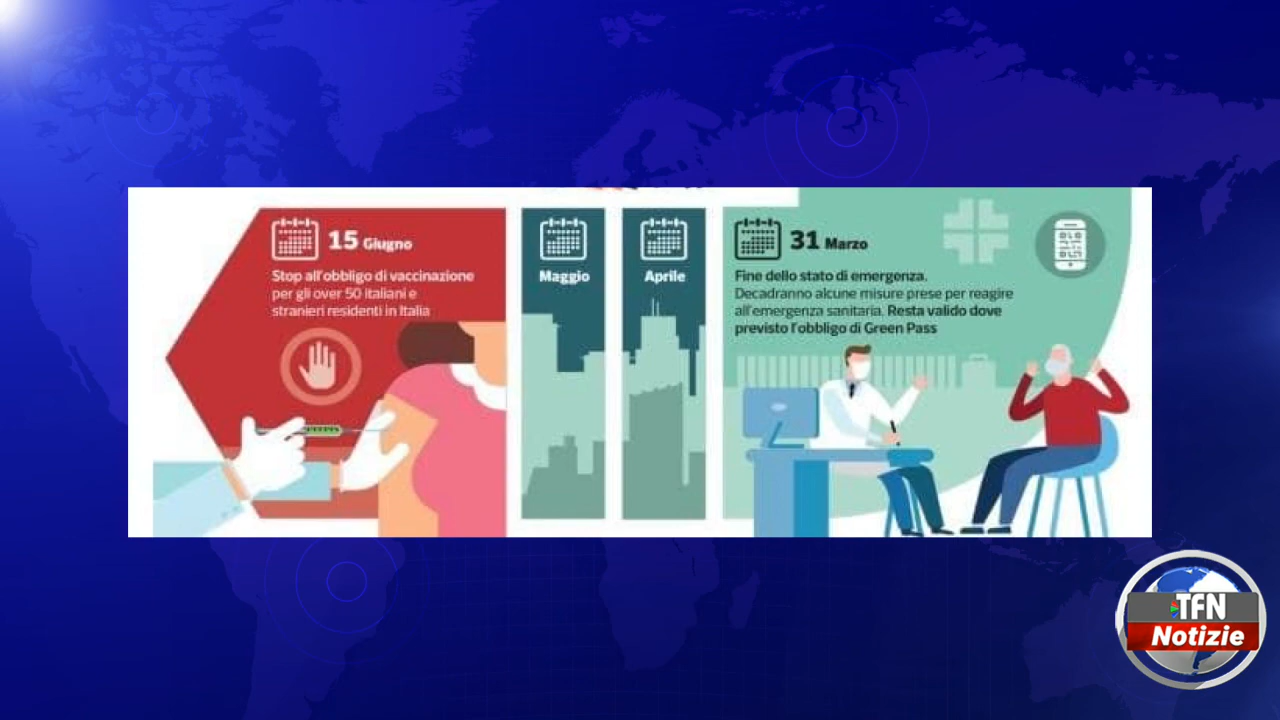 15 Giugno
Stop all'obbligo di vaccinazione
per gli over 50 italiani e
stranieri residenti in Italia
Maggio
Aprile
31 Marzo
Fine dello stato di emergenza.
Decadranno alcune misure prese per reagire
all'emergenza sanitaria. Resta valido dove
previsto l'obbligo di Green Pass
TFN
Notizie